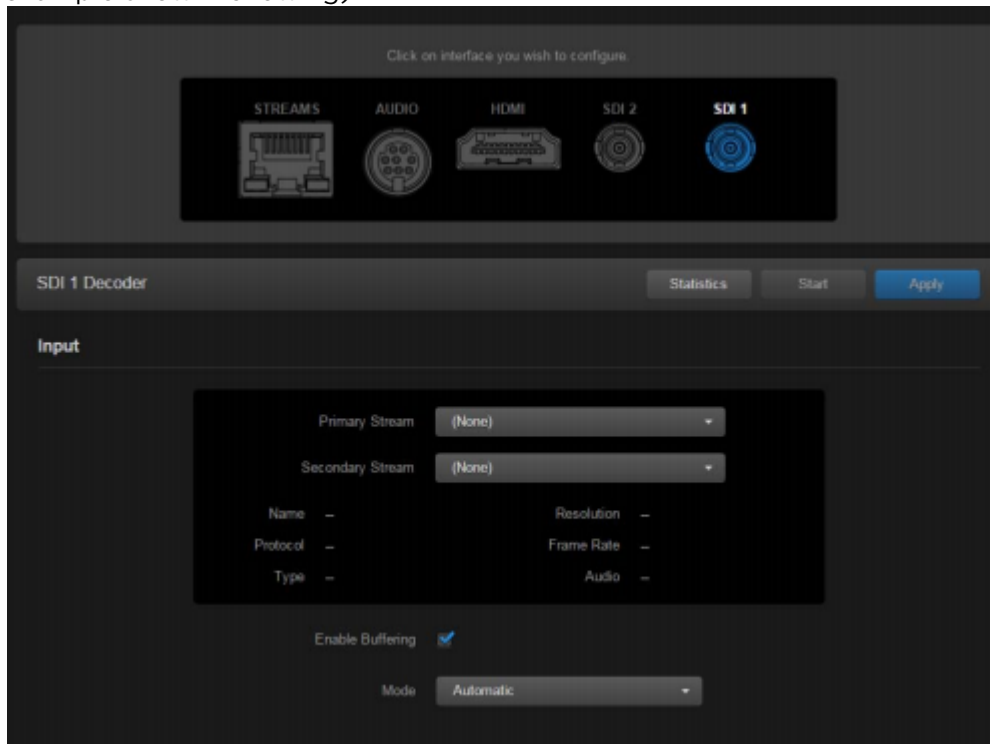 Click on interface you wish to configure.
STREAMS AUDIO HDMI SDI 2 SDI 1
SDI 1 Decoder Statistics Start Apply
Input
Primary Stream (None)
Secondary Stream (None)
Name – Resolution –
Protocol – Frame Rate –
Type – Audio –
Enable Buffering
Mode Automatic